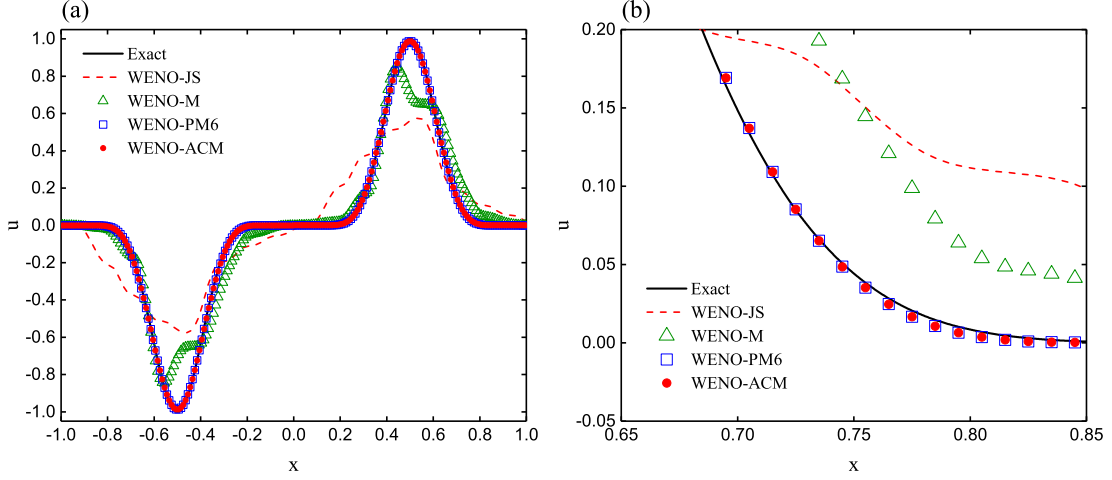 (a)
1.0
0.8
0.6
0.4
0.2
0.0
-0.2
-0.4
-0.6
-0.8
-1.0
u
Exact
WENO-JS
WENO-M
WENO-PM6
WENO-ACM
-1.0 -0.8 -0.6 -0.4 -0.2 0.0 0.2 0.4 0.6 0.8 1.0
x
(b)
0.20
0.15
0.10
0.05
0.00
-0.05
u
Exact
WENO-JS
WENO-M
WENO-PM6
WENO-ACM
0.65 0.70 0.75 0.80 0.85
x